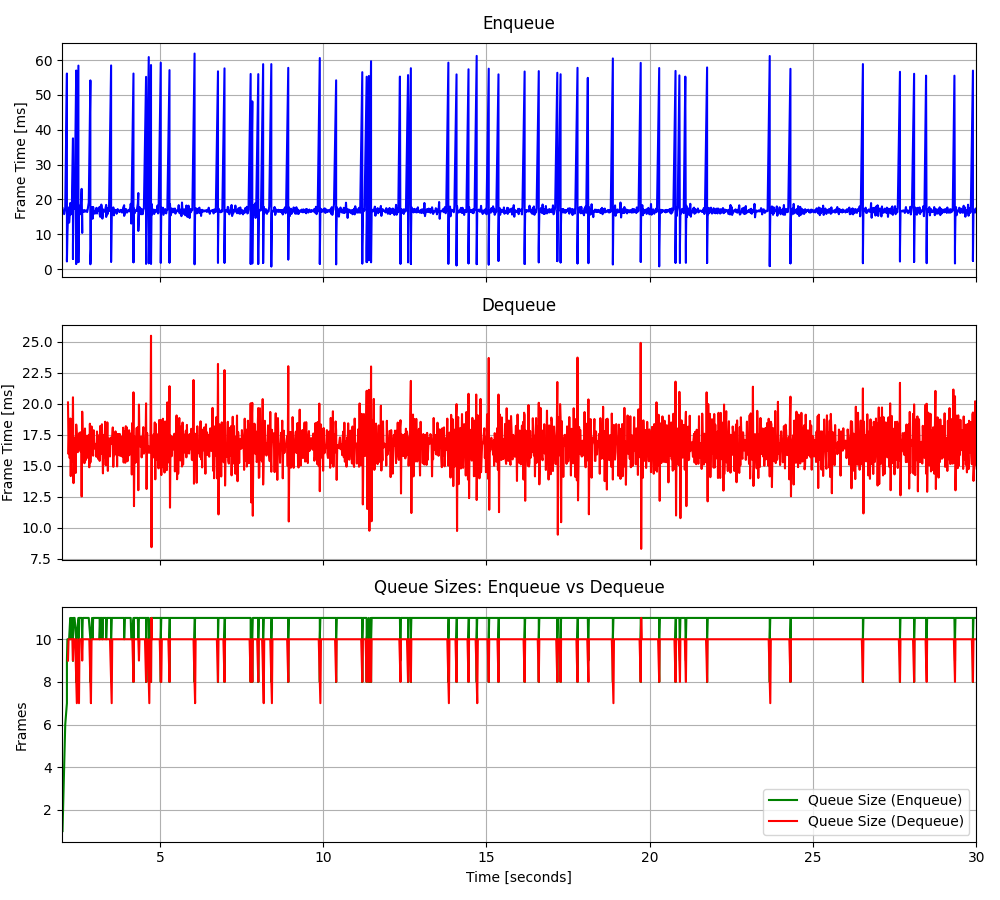 Enqueue
Frame Time [ms]
60
50
40
30
20
10
0
Dequeue
Frame Time [ms]
25.0
22.5
20.0
17.5
15.0
12.5
10.0
7.5
Queue Sizes: Enqueue vs Dequeue
Frames
10
8
6
4
2
Queue Size (Enqueue)
Queue Size (Dequeue)
5 10 15 20 25 30
Time [seconds]